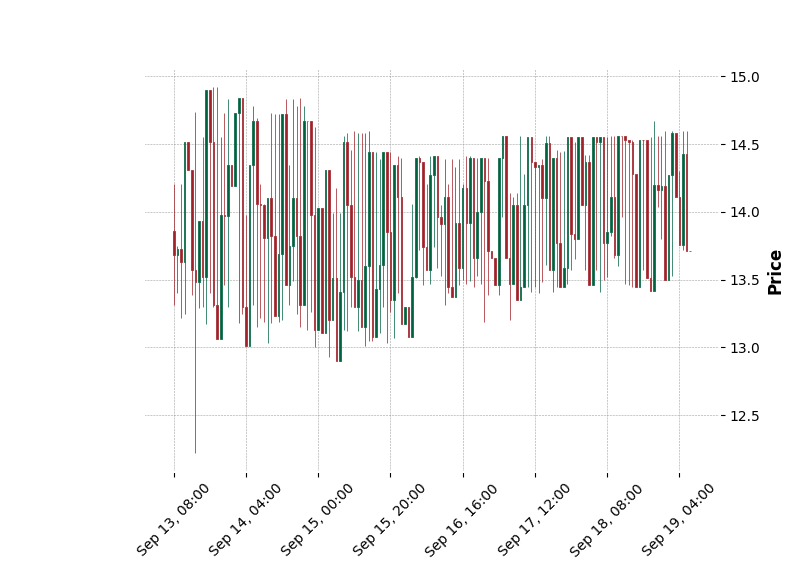 15.0
14.5
14.0
13.5
13.0
12.5
Price
Sep 13, 08:00
Sep 14, 04:00
Sep 15, 00:00
Sep 15, 20:00
Sep 16, 16:00
Sep 17, 12:00
Sep 18, 08:00
Sep 19, 04:00